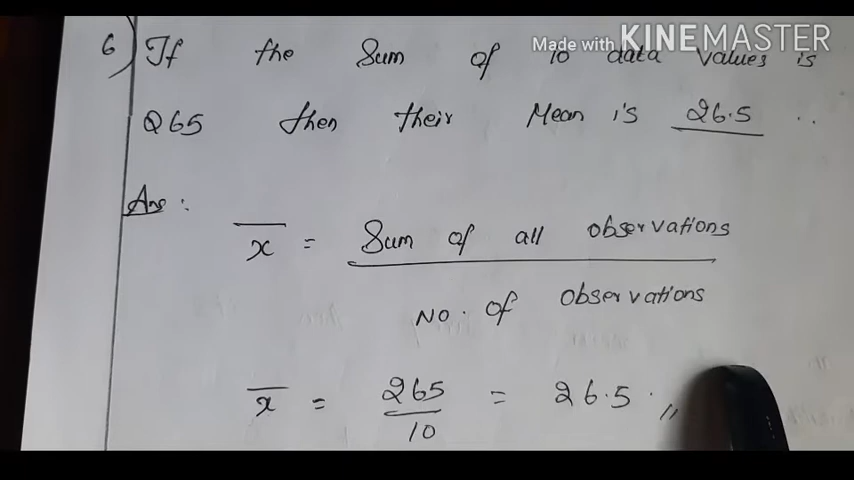 Made with KINEMASTER
6) If the Sum of 10 data values is
265 then their Mean is 26.5 ..
Ans :
x̅ = Sum of all observations
No. of observations
x̅ = 265 / 10 = 26.5 .,,